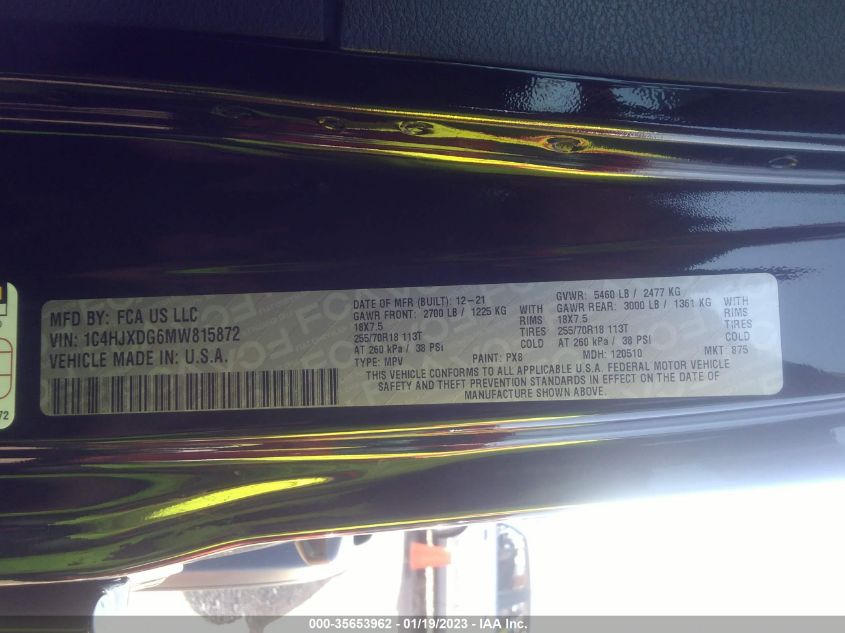 MFD BY: FCA US LLC
VIN: 1C4HJXDG6MW815872
VEHICLE MADE IN U.S.A.
DATE OF MFR (BUILT): 12-21
GAWR FRONT: 2700 LB / 1225 KG WITH
18X7.5 RIMS
255/70R18 113T TIRES
AT 260 kPa / 38 PSI COLD
TYPE: MPV PAINT: PX8
GVWR: 5460 LB / 2477 KG
GAWR REAR: 3000 LB / 1361 KG WITH
18X7.5 RIMS
255/70R18 113T TIRES
AT 260 kPa / 38 PSI COLD
MDH: 120510 MKT: 875
THIS VEHICLE CONFORMS TO ALL APPLICABLE U.S.A. FEDERAL MOTOR VEHICLE
SAFETY AND THEFT PREVENTION STANDARDS IN EFFECT ON THE DATE OF
MANUFACTURE SHOWN ABOVE.
72
000-35653962 - 01/19/2023 - IAA